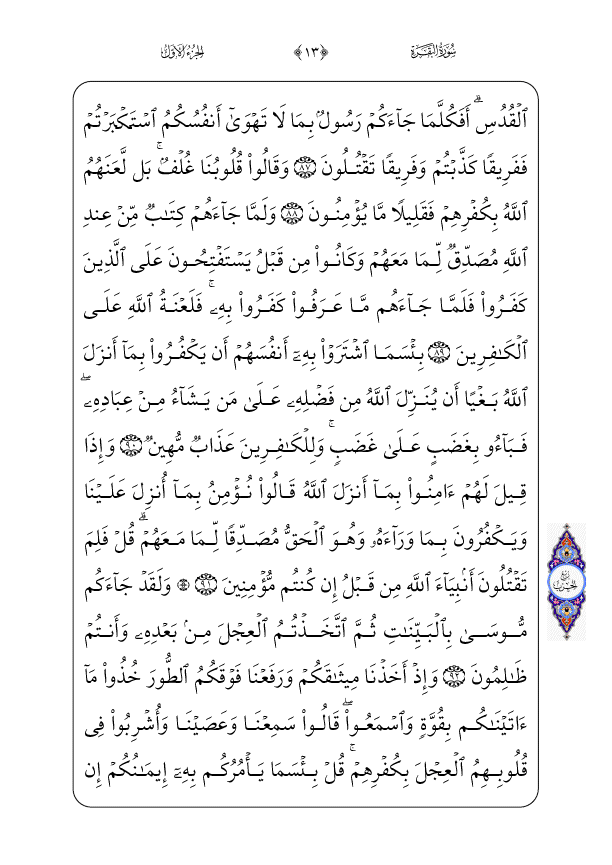 سُورَةُ البَقَرَة ﴿١٣﴾ الجُزءُ الأوّل
ٱلۡقُدُسِۗ أَفَكُلَّمَا جَآءَكُمۡ رَسُولُۢ بِمَا لَا تَهۡوَىٰٓ أَنفُسُكُمُ ٱسۡتَكۡبَرۡتُمۡ
فَفَرِيقٗا كَذَّبۡتُمۡ وَفَرِيقٗا تَقۡتُلُونَ ٨٧ وَقَالُواْ قُلُوبُنَا غُلۡفُۢۚ بَل لَّعَنَهُمُ
ٱللَّهُ بِكُفۡرِهِمۡ فَقَلِيلٗا مَّا يُؤۡمِنُونَ ٨٨ وَلَمَّا جَآءَهُمۡ كِتَٰبٞ مِّنۡ عِندِ
ٱللَّهِ مُصَدِّقٞ لِّمَا مَعَهُمۡ وَكَانُواْ مِن قَبۡلُ يَسۡتَفۡتِحُونَ عَلَى ٱلَّذِينَ
كَفَرُواْ فَلَمَّا جَآءَهُم مَّا عَرَفُواْ كَفَرُواْ بِهِۦۚ فَلَعۡنَةُ ٱللَّهِ عَلَى
ٱلۡكَٰفِرِينَ ٨٩ بِئۡسَمَا ٱشۡتَرَوۡاْ بِهِۦٓ أَنفُسَهُمۡ أَن يَكۡفُرُواْ بِمَآ أَنزَلَ
ٱللَّهُ بَغۡيًا أَن يُنَزِّلَ ٱللَّهُ مِن فَضۡلِهِۦ عَلَىٰ مَن يَشَآءُ مِنۡ عِبَادِهِۦۖ
فَبَآءُو بِغَضَبٍ عَلَىٰ غَضَبٖۚ وَلِلۡكَٰفِرِينَ عَذَابٞ مُّهِينٞ ٩٠ وَإِذَا
قِيلَ لَهُمۡ ءَامِنُواْ بِمَآ أَنزَلَ ٱللَّهُ قَالُواْ نُؤۡمِنُ بِمَآ أُنزِلَ عَلَيۡنَا
وَيَكۡفُرُونَ بِمَا وَرَآءَهُۥ وَهُوَ ٱلۡحَقُّ مُصَدِّقٗا لِّمَا مَعَهُمۡۗ قُلۡ فَلِمَ
تَقۡتُلُونَ أَنۢبِيَآءَ ٱللَّهِ مِن قَبۡلُ إِن كُنتُم مُّؤۡمِنِينَ ٩١ ۞ وَلَقَدۡ جَآءَكُم
مُّوسَىٰ بِٱلۡبَيِّنَٰتِ ثُمَّ ٱتَّخَذۡتُمُ ٱلۡعِجۡلَ مِنۢ بَعۡدِهِۦ وَأَنتُمۡ
ظَٰلِمُونَ ٩٢ وَإِذۡ أَخَذۡنَا مِيثَٰقَكُمۡ وَرَفَعۡنَا فَوۡقَكُمُ ٱلطُّورَ خُذُواْ مَآ
ءَاتَيۡنَٰكُم بِقُوَّةٖ وَٱسۡمَعُواْۖ قَالُواْ سَمِعۡنَا وَعَصَيۡنَا وَأُشۡرِبُواْ فِي
قُلُوبِهِمُ ٱلۡعِجۡلَ بِكُفۡرِهِمۡۚ قُلۡ بِئۡسَمَا يَأۡمُرُكُم بِهِۦٓ إِيمَٰنُكُمۡ إِن